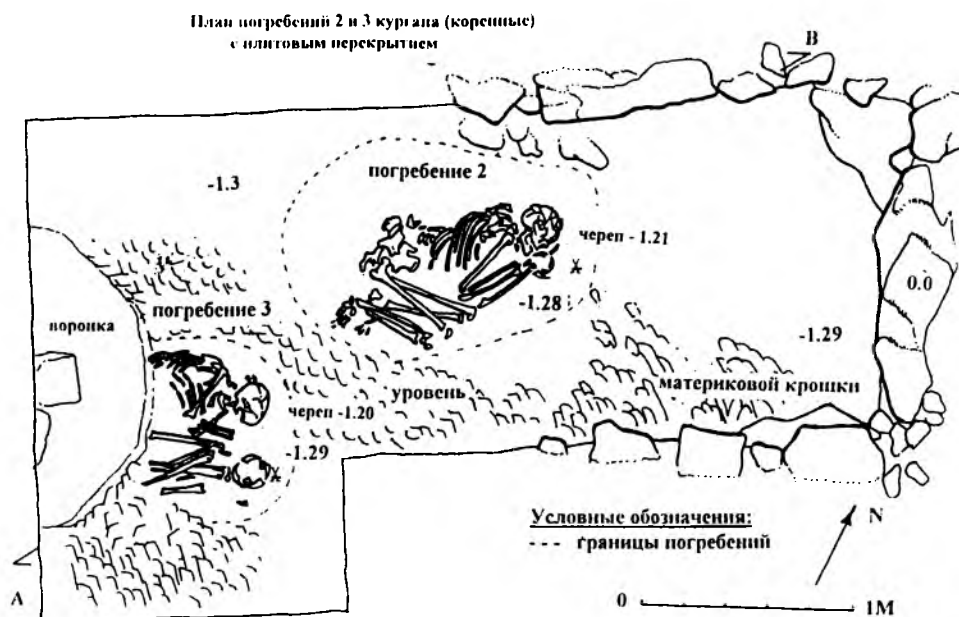 План погребений 2 и 3 кургана (коренные)
с плитовым перекрытием
В
погребение 2
-1.3
череп - 1.21
0.0
погребение 3
-1.28
воронка
-1.29
уровень
материковой крошки
череп -1.20
-1.29
Условные обозначения:
--- границы погребений
N
А
0
1М